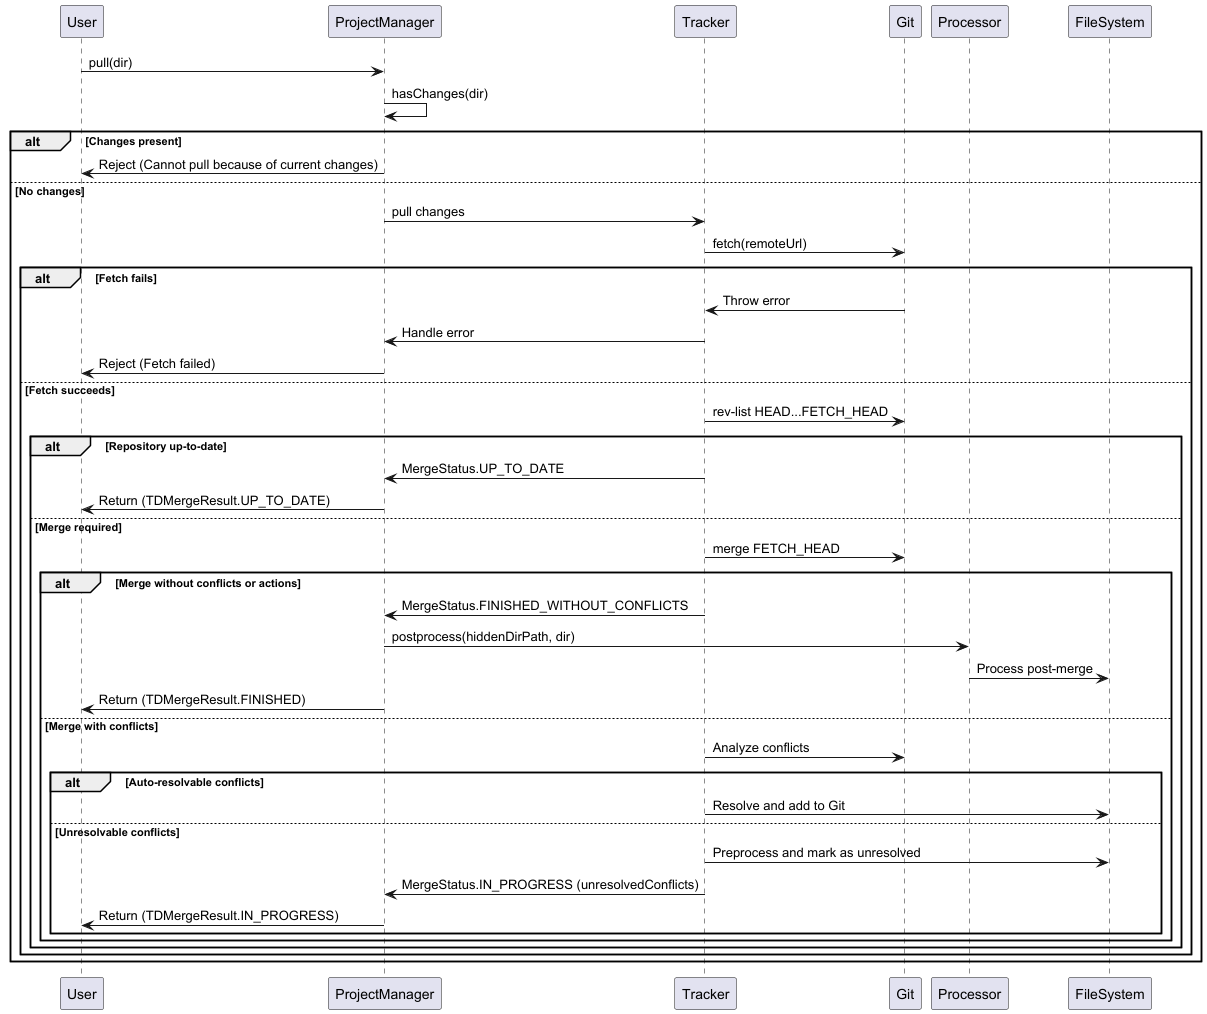 User ProjectManager Tracker Git Processor FileSystem
pull(dir)
hasChanges(dir)
alt [Changes present]
Reject (Cannot pull because of current changes)
[No changes]
pull changes
fetch(remoteUrl)
alt [Fetch fails]
Throw error
Handle error
Reject (Fetch failed)
[Fetch succeeds]
rev-list HEAD...FETCH_HEAD
alt [Repository up-to-date]
MergeStatus.UP_TO_DATE
Return (TDMergeResult.UP_TO_DATE)
[Merge required]
merge FETCH_HEAD
alt [Merge without conflicts or actions]
MergeStatus.FINISHED_WITHOUT_CONFLICTS
postprocess(hiddenDirPath, dir)
Process post-merge
Return (TDMergeResult.FINISHED)
[Merge with conflicts]
Analyze conflicts
alt [Auto-resolvable conflicts]
Resolve and add to Git
[Unresolvable conflicts]
Preprocess and mark as unresolved
MergeStatus.IN_PROGRESS (unresolvedConflicts)
Return (TDMergeResult.IN_PROGRESS)
User ProjectManager Tracker Git Processor FileSystem